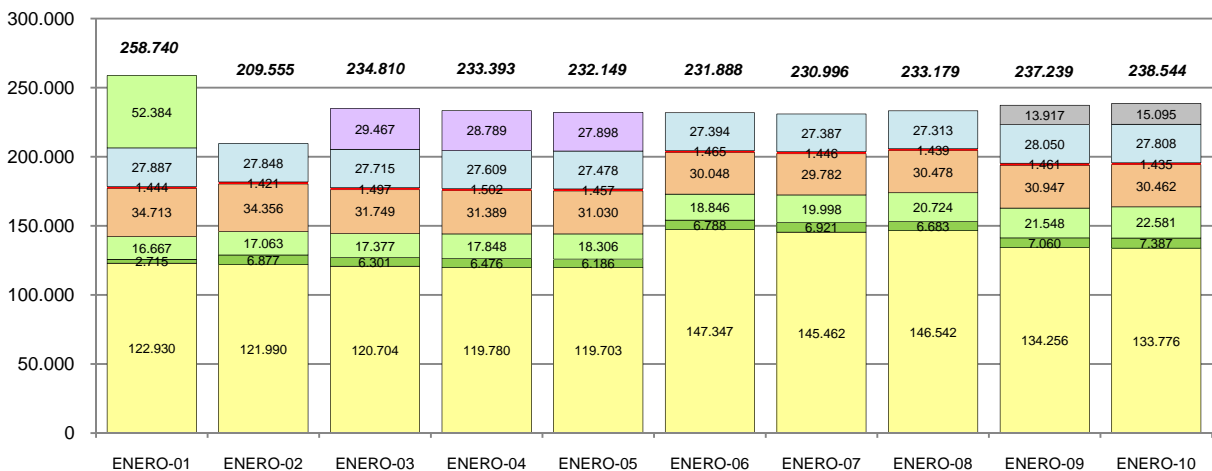 300.000
258.740
209.555 234.810 233.393 232.149 231.888 230.996 233.179 237.239 238.544
250.000
52.384 29.467 28.789 27.898 13.917 15.095
200.000
27.887 27.848 27.715 27.609 27.478 27.394 27.387 27.313 28.050 27.808
1.444 1.421 1.497 1.502 1.457 1.465 1.446 1.439 1.461 1.435
150.000
34.713 34.356 31.749 31.389 31.030 30.048 29.782 30.478 30.947 30.462
16.667 17.063 17.377 17.848 18.306 18.846 19.998 20.724 21.548 22.581
2.715 6.877 6.301 6.476 6.186 6.788 6.921 6.683 7.060 7.387
100.000
122.930 121.990 120.704 119.780 119.703 147.347 145.462 146.542 134.256 133.776
50.000
0
ENERO-01 ENERO-02 ENERO-03 ENERO-04 ENERO-05 ENERO-06 ENERO-07 ENERO-08 ENERO-09 ENERO-10